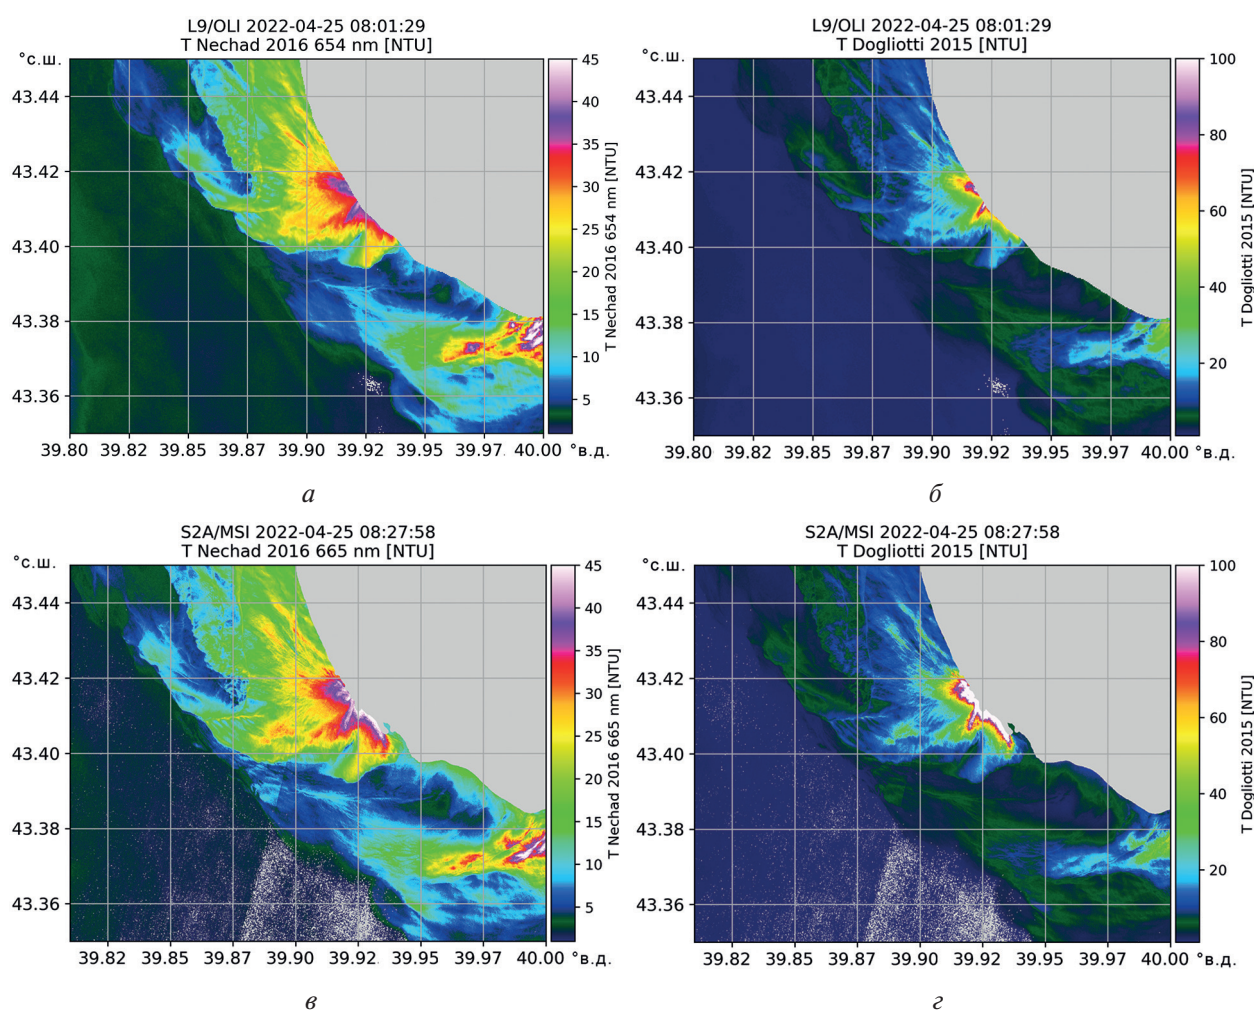 L9/OLI 2022-04-25 08:01:29
T Nechad 2016 654 nm [NTU]
°с.ш.
43.44
43.42
43.40
43.38
43.36
39.80 39.82 39.85 39.87 39.90 39.92 39.95 39.97 40.00 °в.д.
45
40
35
30
25
20
15
10
5
T Nechad 2016 654 nm [NTU]
а
L9/OLI 2022-04-25 08:01:29
T Dogliotti 2015 [NTU]
°с.ш.
43.44
43.42
43.40
43.38
43.36
39.80 39.82 39.85 39.87 39.90 39.92 39.95 39.97 40.00 °в.д.
100
80
60
40
20
T Dogliotti 2015 [NTU]
б
S2A/MSI 2022-04-25 08:27:58
T Nechad 2016 665 nm [NTU]
°с.ш.
43.44
43.42
43.40
43.38
43.36
39.82 39.85 39.87 39.90 39.92 39.95 39.97 40.00 °в.д.
45
40
35
30
25
20
15
10
5
T Nechad 2016 665 nm [NTU]
в
S2A/MSI 2022-04-25 08:27:58
T Dogliotti 2015 [NTU]
°с.ш.
43.44
43.42
43.40
43.38
43.36
39.82 39.85 39.87 39.90 39.92 39.95 39.97 40.00 °в.д.
100
80
60
40
20
T Dogliotti 2015 [NTU]
г